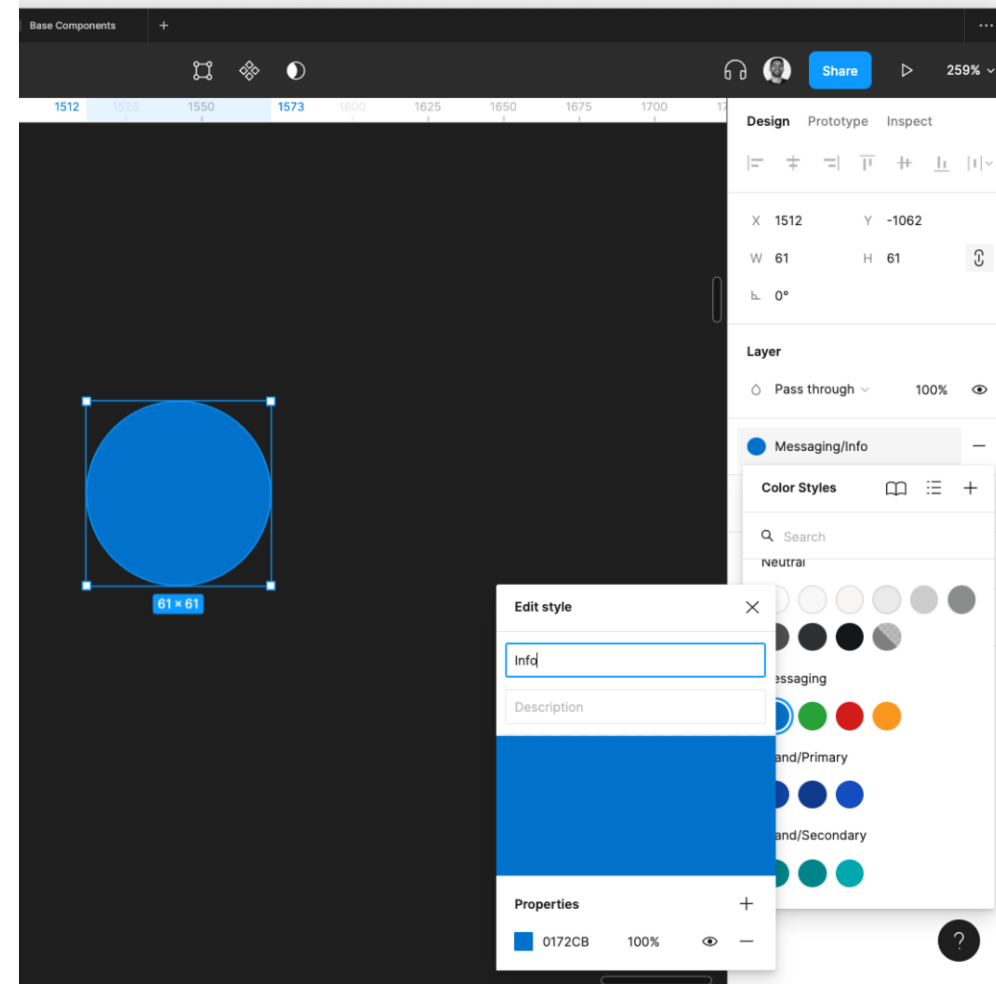 Base Components +
Share 259%
1512 1525 1550 1573 1600 1625 1650 1675 1700
Design Prototype Inspect
X 1512 Y -1062
W 61 H 61
0°
Layer
Pass through 100%
Messaging/Info
Color Styles
Search
Neutral
61 × 61
Edit style
Info
Description
essaging
and/Primary
and/Secondary
Properties
0172CB 100%
?